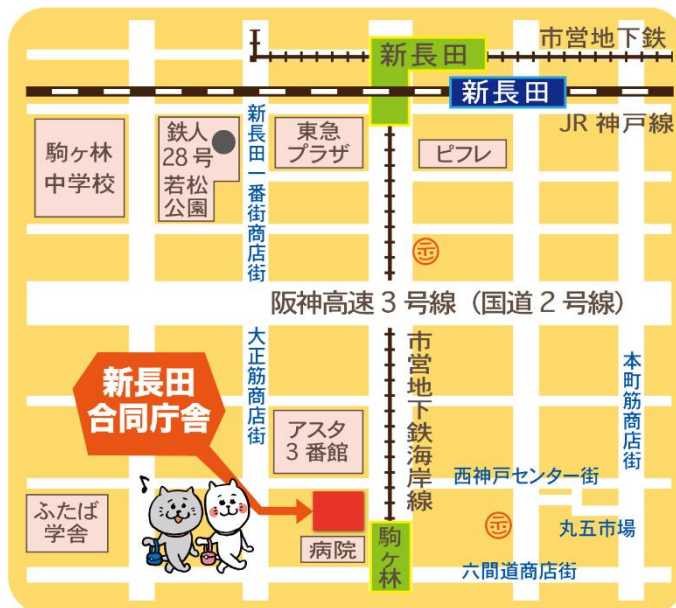 市営地下鉄
新長田
新長田
JR神戸線
駒ヶ林
中学校
鉄人
28号
若松
公園
新長田一番街商店街
東急
プラザ
ピフレ
㊁
阪神高速3号線（国道2号線）
新長田
合同庁舎
大正筋商店街
市営地下鉄海岸線
本町筋商店街
アスタ
3番館
西神戸センター街
ふたば
学舎
♪
病院
駒ヶ林
丸五市場
六間道商店街